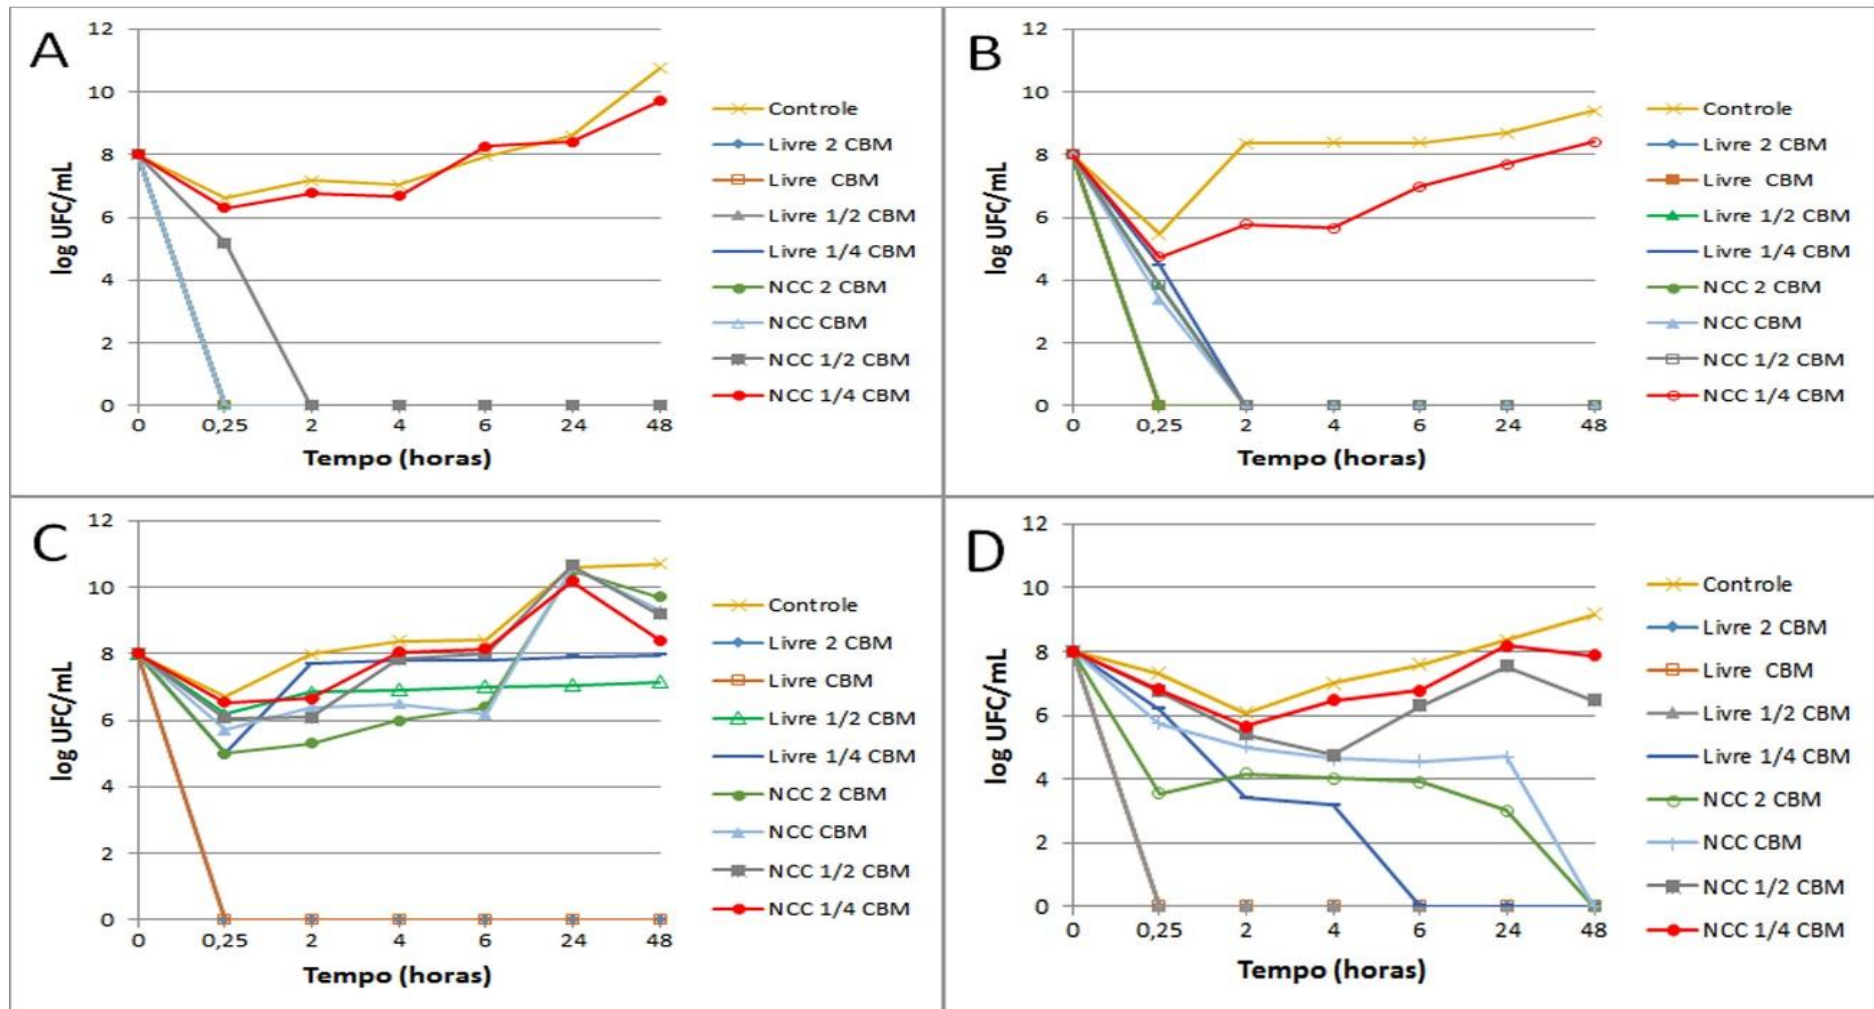 A
12
10
8
6
4
2
0
log UFC/mL
0 0,25 2 4 6 24 48
Tempo (horas)
Controle
Livre 2 CBM
Livre CBM
Livre 1/2 CBM
Livre 1/4 CBM
NCC 2 CBM
NCC CBM
NCC 1/2 CBM
NCC 1/4 CBM
B
12
10
8
6
4
2
0
log UFC/mL
0 0,25 2 4 6 24 48
Tempo (horas)
Controle
Livre 2 CBM
Livre CBM
Livre 1/2 CBM
Livre 1/4 CBM
NCC 2 CBM
NCC CBM
NCC 1/2 CBM
NCC 1/4 CBM
C
12
10
8
6
4
2
0
log UFC/mL
0 0,25 2 4 6 24 48
Tempo (horas)
Controle
Livre 2 CBM
Livre CBM
Livre 1/2 CBM
Livre 1/4 CBM
NCC 2 CBM
NCC CBM
NCC 1/2 CBM
NCC 1/4 CBM
D
12
10
8
6
4
2
0
log UFC/mL
0 0,25 2 4 6 24 48
Tempo (horas)
Controle
Livre 2 CBM
Livre CBM
Livre 1/2 CBM
Livre 1/4 CBM
NCC 2 CBM
NCC CBM
NCC 1/2 CBM
NCC 1/4 CBM